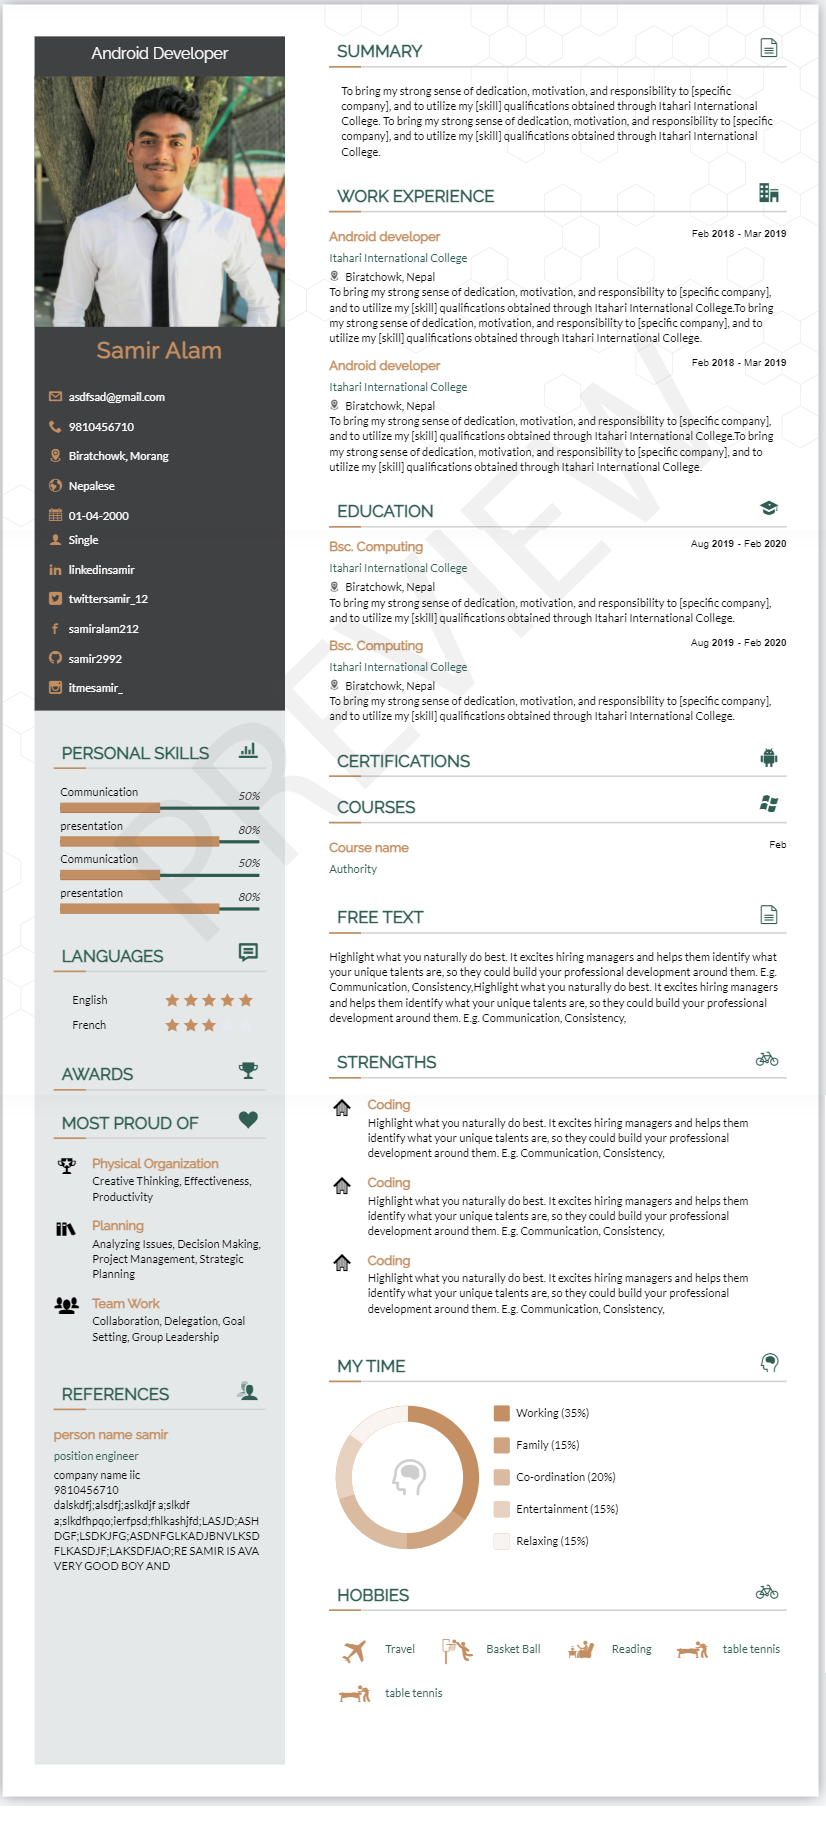 Android Developer
Samir Alam
asdfsad@gmail.com
9810456710
Biratchowk, Morang
Nepalese
01-04-2000
Single
linkedinsamir
twittersamir_12
samiralam212
samir2992
itmesamir_
PERSONAL SKILLS
Communication 50%
presentation 80%
Communication 50%
presentation 80%
LANGUAGES
English
French
AWARDS
MOST PROUD OF
Physical Organization
Creative Thinking, Effectiveness,
Productivity
Planning
Analyzing Issues, Decision Making,
Project Management, Strategic
Planning
Team Work
Collaboration, Delegation, Goal
Setting, Group Leadership
REFERENCES
person name samir
position engineer
company name iic
9810456710
dalskdfj;alsdfj;aslkdjf a;slkdf
a;slkdfhpqo;ierfpsd;fhlkashjfd;LASJD;ASH
DGF;LSDKJFG;ASDNFGLKADJBNVLKSD
FLKASDJF;LAKSDFJAO;RE SAMIR IS AVA
VERY GOOD BOY AND
SUMMARY
To bring my strong sense of dedication, motivation, and responsibility to [specific
company], and to utilize my [skill] qualifications obtained through Itahari International
College. To bring my strong sense of dedication, motivation, and responsibility to [specific
company], and to utilize my [skill] qualifications obtained through Itahari International
College.
WORK EXPERIENCE
Android developer Feb 2018 - Mar 2019
Itahari International College
Biratchowk, Nepal
To bring my strong sense of dedication, motivation, and responsibility to [specific company],
and to utilize my [skill] qualifications obtained through Itahari International College.To bring
my strong sense of dedication, motivation, and responsibility to [specific company], and to
utilize my [skill] qualifications obtained through Itahari International College.
Android developer Feb 2018 - Mar 2019
Itahari International College
Biratchowk, Nepal
To bring my strong sense of dedication, motivation, and responsibility to [specific company],
and to utilize my [skill] qualifications obtained through Itahari International College.To bring
my strong sense of dedication, motivation, and responsibility to [specific company], and to
utilize my [skill] qualifications obtained through Itahari International College.
EDUCATION
Bsc. Computing Aug 2019 - Feb 2020
Itahari International College
Biratchowk, Nepal
To bring my strong sense of dedication, motivation, and responsibility to [specific company],
and to utilize my [skill] qualifications obtained through Itahari International College.
Bsc. Computing Aug 2019 - Feb 2020
Itahari International College
Biratchowk, Nepal
To bring my strong sense of dedication, motivation, and responsibility to [specific company],
and to utilize my [skill] qualifications obtained through Itahari International College.
CERTIFICATIONS
COURSES
Course name Feb
Authority
FREE TEXT
Highlight what you naturally do best. It excites hiring managers and helps them identify what
your unique talents are, so they could build your professional development around them. E.g.
Communication, Consistency,Highlight what you naturally do best. It excites hiring managers
and helps them identify what your unique talents are, so they could build your professional
development around them. E.g. Communication, Consistency,
STRENGTHS
Coding
Highlight what you naturally do best. It excites hiring managers and helps them
identify what your unique talents are, so they could build your professional
development around them. E.g. Communication, Consistency,
Coding
Highlight what you naturally do best. It excites hiring managers and helps them
identify what your unique talents are, so they could build your professional
development around them. E.g. Communication, Consistency,
Coding
Highlight what you naturally do best. It excites hiring managers and helps them
identify what your unique talents are, so they could build your professional
development around them. E.g. Communication, Consistency,
MY TIME
Working (35%)
Family (15%)
Co-ordination (20%)
Entertainment (15%)
Relaxing (15%)
HOBBIES
Travel Basket Ball Reading table tennis
table tennis
PREVIEW